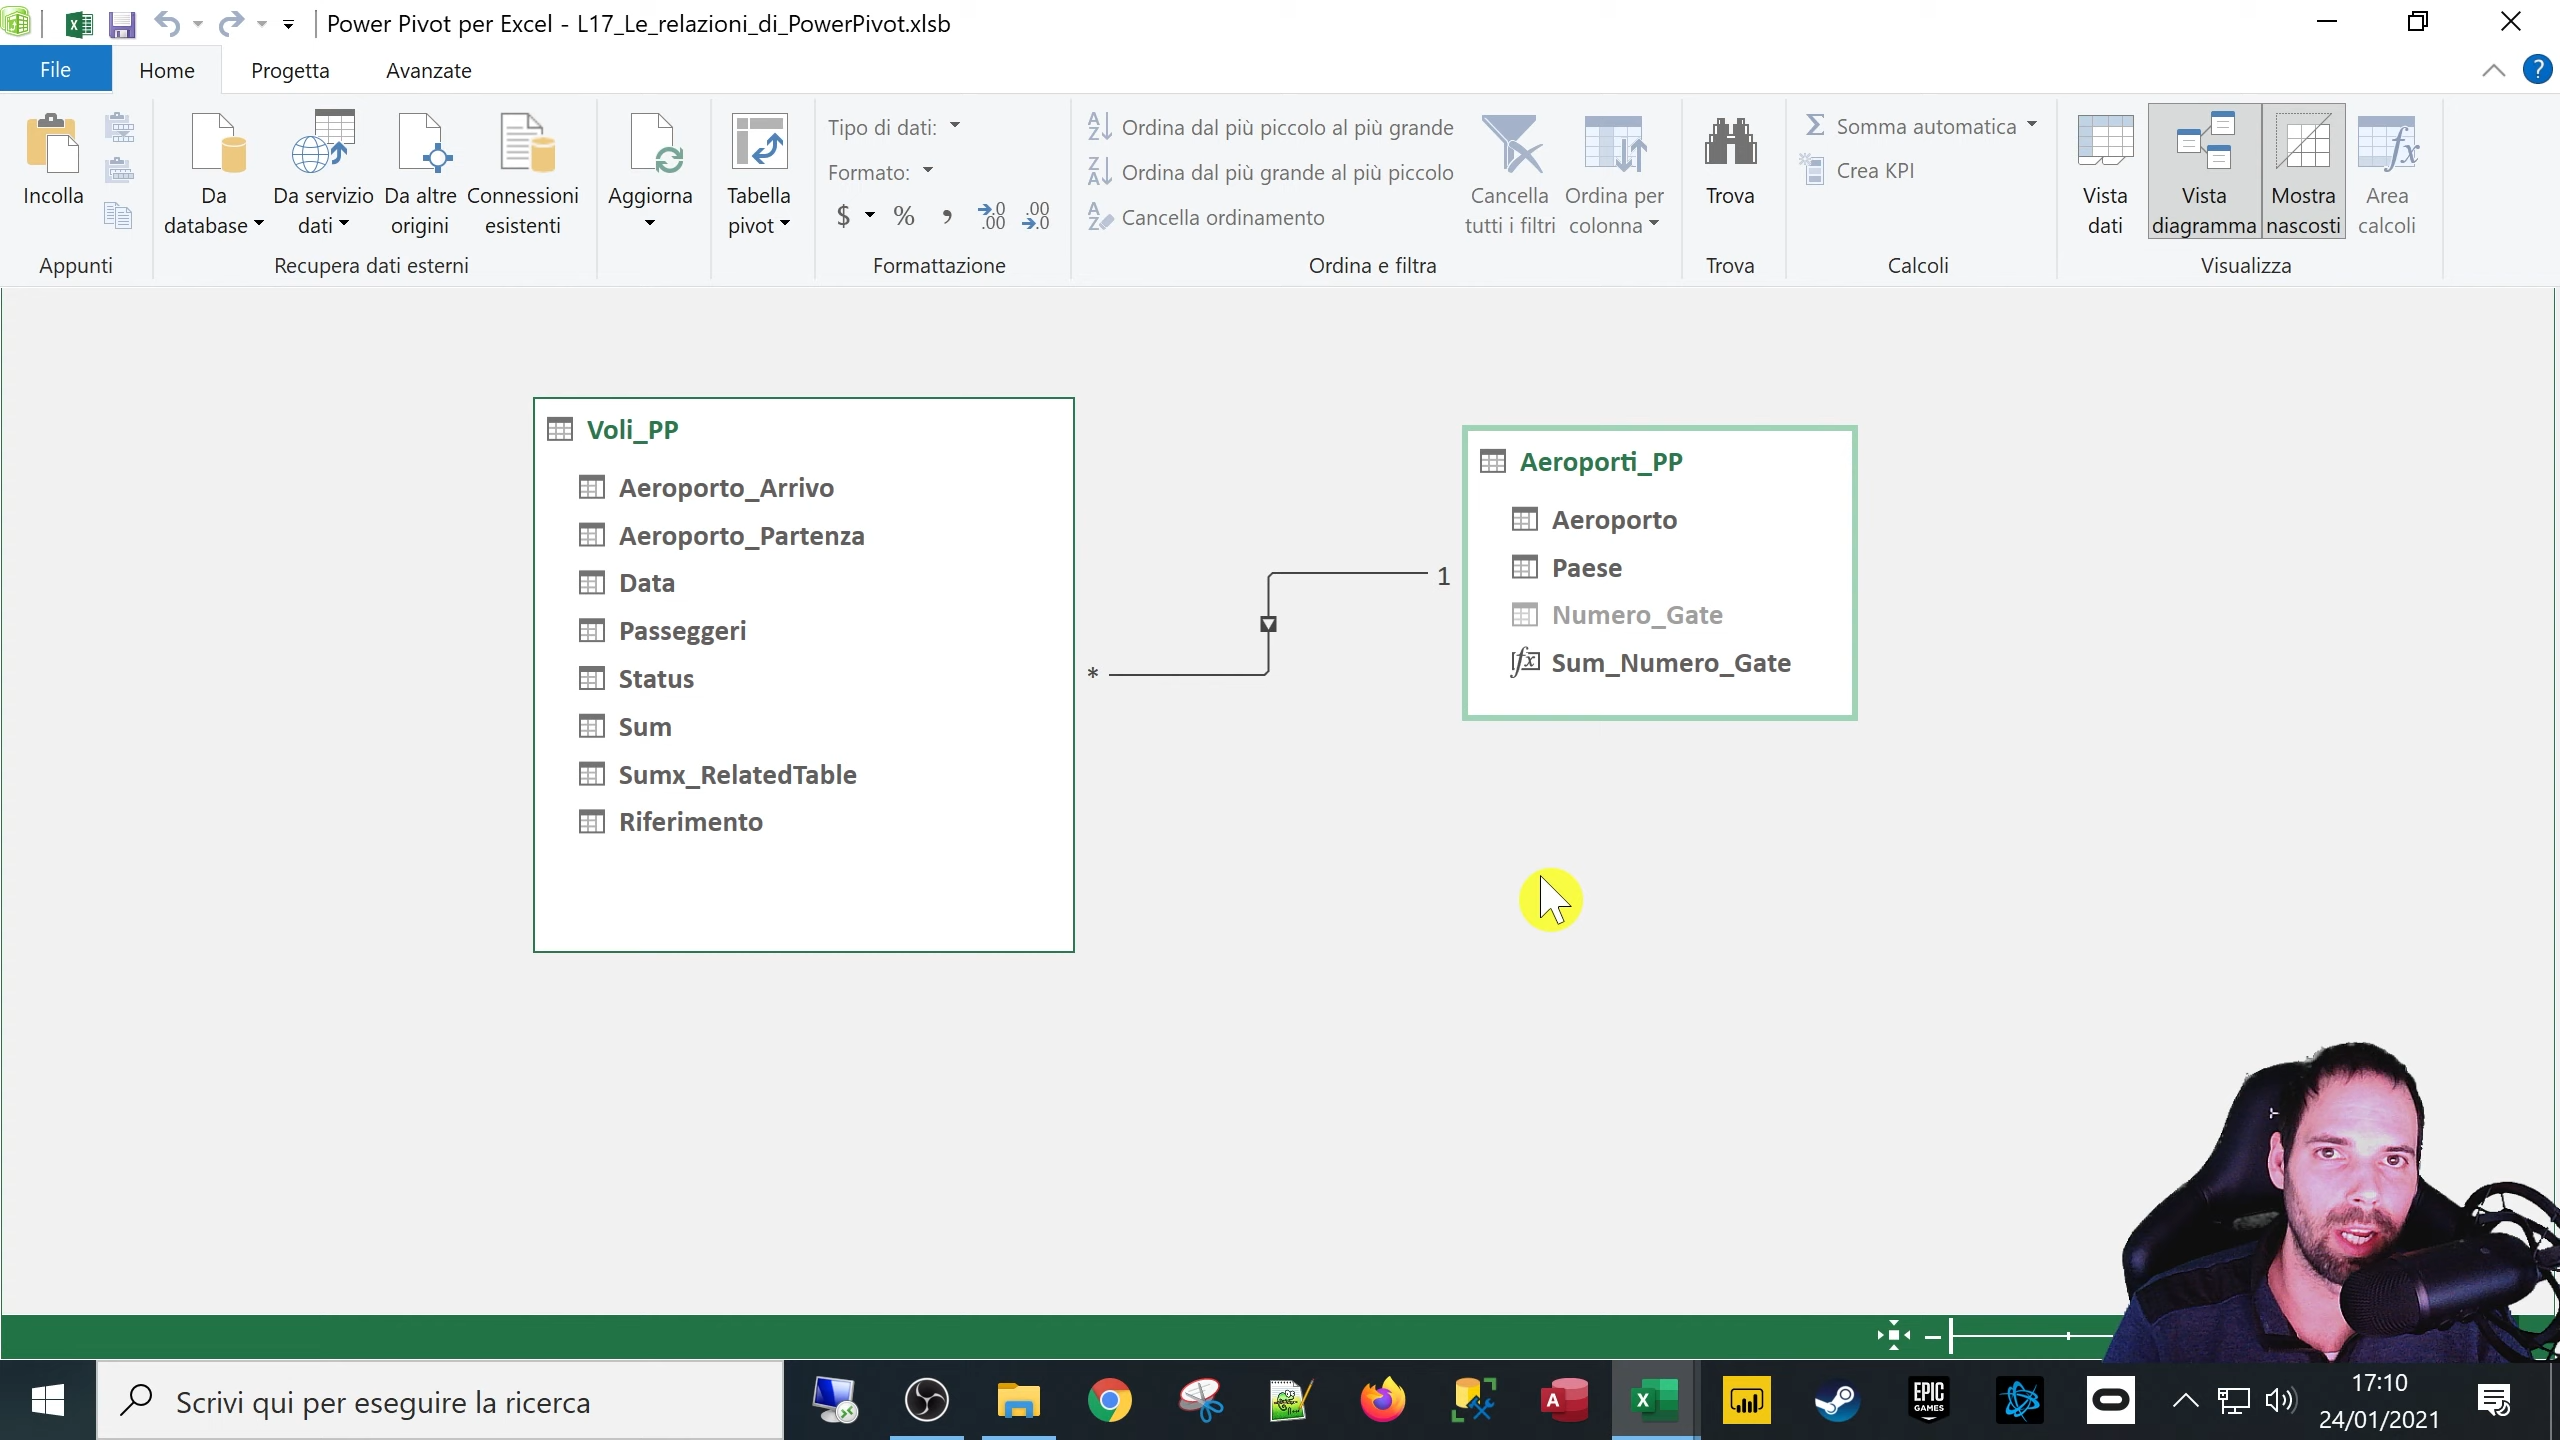 Power Pivot per Excel - L17_Le_relazioni_di_PowerPivot.xlsb
File
Home
Progetta
Avanzate
Incolla
Da database
Da servizio dati
Da altre origini
Connessioni esistenti
Aggiorna
Tabella pivot
Tipo di dati:
Formato:
$ % , .00 .0
Ordina dal più piccolo al più grande
Ordina dal più grande al più piccolo
Cancella ordinamento
Cancella tutti i filtri
Ordina per colonna
Trova
Somma automatica
Crea KPI
Vista dati
Vista diagramma
Mostra nascosti
Area calcoli
Appunti
Recupera dati esterni
Formattazione
Ordina e filtra
Trova
Calcoli
Visualizza
Voli_PP
Aeroporto_Arrivo
Aeroporto_Partenza
Data
Passeggeri
Status
Sum
Sumx_RelatedTable
Riferimento
*
1
Aeroporti_PP
Aeroporto
Paese
Numero_Gate
Sum_Numero_Gate
Scrivi qui per eseguire la ricerca
EPIC
GAMES
17:10
24/01/2021